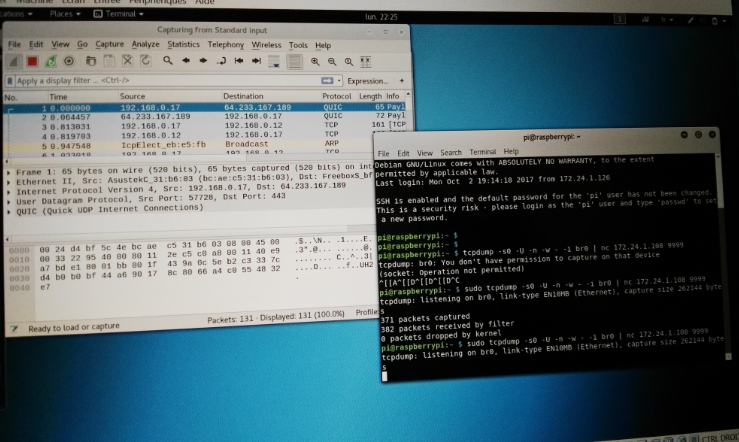 Machine Écran Entrée Périphériques Aide
Places Terminal lun. 22:25 1
Capturing from Standard input
File Edit View Go Capture Analyze Statistics Telephony Wireless Tools Help
Apply a display filter ... <Ctrl-/> Expression... +
No. Time Source Destination Protocol Length Info
1 0.000000 192.168.0.17 64.233.167.189 QUIC 65 Payl
2 0.064457 64.233.167.189 192.168.0.17 QUIC 72 Payl
3 0.813031 192.168.0.17 192.168.0.12 TCP 161 [TCP
4 0.819703 192.168.0.12 192.168.0.17 TCP
5 0.947548 IcpElect_eb:e5:fb Broadcast ARP
Frame 1: 65 bytes on wire (520 bits), 65 bytes captured (520 bits) on int
Ethernet II, Src: AsustekC_31:b6:03 (bc:ae:c5:31:b6:03), Dst: FreeboxS_bf
Internet Protocol Version 4, Src: 192.168.0.17, Dst: 64.233.167.189
User Datagram Protocol, Src Port: 57728, Dst Port: 443
QUIC (Quick UDP Internet Connections)
0000 00 24 d4 bf 5c 4e bc ae c5 31 b6 03 08 00 45 00
0010 00 33 22 95 40 00 80 11 2e c5 c0 a8 00 11 40 e9
0020 a7 bd e1 80 01 bb 00 1f 43 9a 0c 5e b2 c3 33 7c
0030 d4 b0 b0 bf 44 a6 90 17 8c 80 66 a4 c0 55 48 32
0040 e7
Ready to load or capture Packets: 131 · Displayed: 131 (100.0%) Profile
pi@raspberrypi: ~
File Edit View Search Terminal Help
Debian GNU/Linux comes with ABSOLUTELY NO WARRANTY, to the extent
permitted by applicable law.
Last login: Mon Oct 2 19:14:10 2017 from 172.24.1.126
SSH is enabled and the default password for the 'pi' user has not been changed.
This is a security risk - please login as the 'pi' user and type 'passwd' to set
a new password.
pi@raspberrypi:~ $
pi@raspberrypi:~ $
pi@raspberrypi:~ $ tcpdump -s0 -U -n -w - -i br0 | nc 172.24.1.108 9999
tcpdump: br0: You don't have permission to capture on that device
(socket: Operation not permitted)
^[[A^[[D^[[D^[[D^C
pi@raspberrypi:~ $ sudo tcpdump -s0 -U -n -w - -i br0 | nc 172.24.1.108 9999
tcpdump: listening on br0, link-type EN10MB (Ethernet), capture size 262144 byte
s
371 packets captured
382 packets received by filter
0 packets dropped by kernel
pi@raspberrypi:~ $ sudo tcpdump -s0 -U -n -w - -i br0 | nc 172.24.1.108 9999
tcpdump: listening on br0, link-type EN10MB (Ethernet), capture size 262144 byte
s